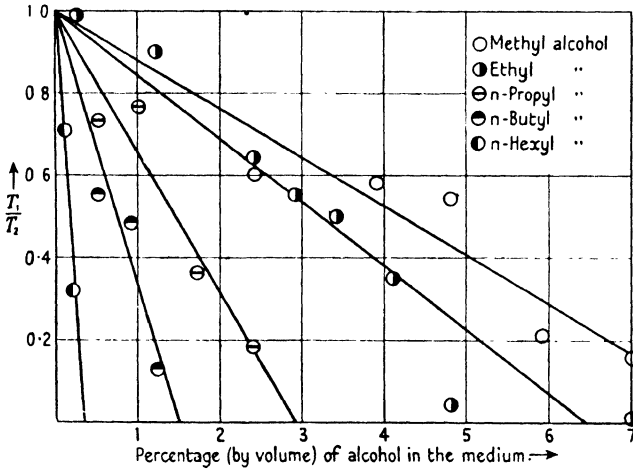 1·0
0·8
0·6
0·4
0·2
↑ T₁/T₂
Methyl alcohol
Ethyl "
n-Propyl "
n-Butyl "
n-Hexyl "
1 2 3 4 5 6 7
Percentage (by volume) of alcohol in the medium→